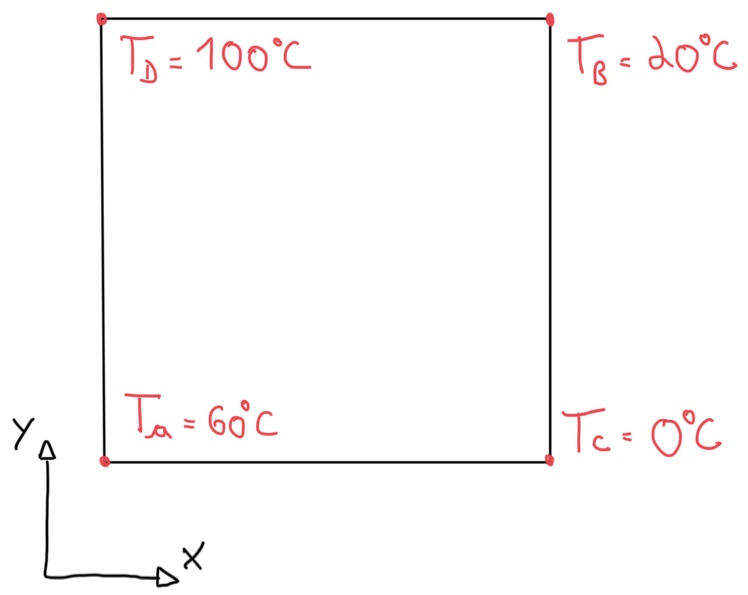 T_D = 100°C
T_B = 20°C
T_a = 60°C
T_C = 0°C
Y
X